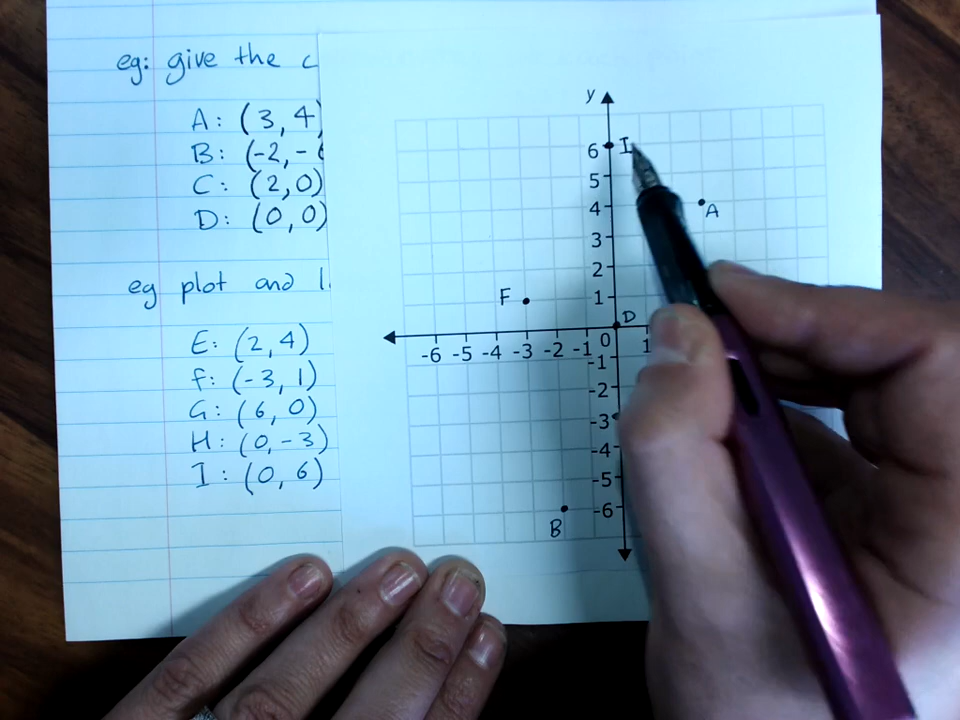 eg: give the c
A: (3, 4)
B: (-2, -6
C: (2, 0)
D: (0, 0)
eg plot and l
E: (2, 4)
F: (-3, 1)
G: (6, 0)
H: (0, -3)
I: (0, 6)
y
6 I
5
4 A
3
2
F 1
D
-6 -5 -4 -3 -2 -1 0 1
-1
-2
-3
-4
-5
-6
B